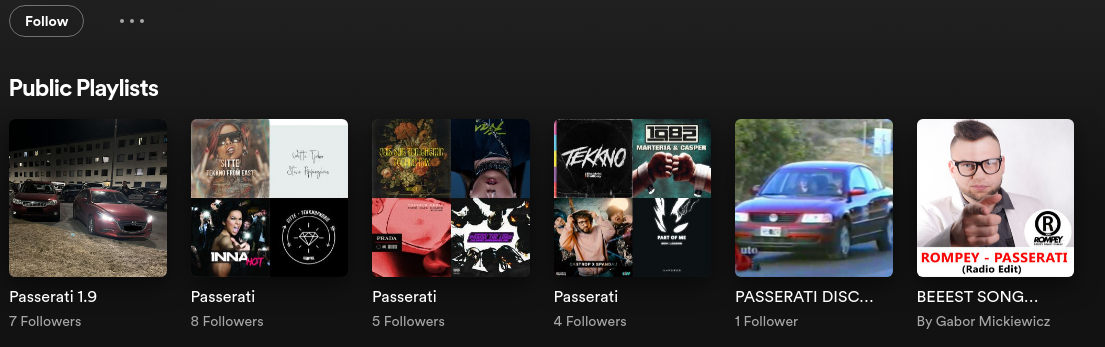 Follow
Public Playlists
SITTE
TEKKNO FROM EAST
INNA
HOT
PRADA
TEKKNO
1982
MARTERIA & CASPER
PART OF ME
uto
R
ROMPEY
ROMPEY - PASSERATI
(Radio Edit)
Passerati 1.9
Passerati
Passerati
Passerati
PASSERATI DISC...
BEEEST SONG...
7 Followers
8 Followers
5 Followers
4 Followers
1 Follower
By Gabor Mickiewicz